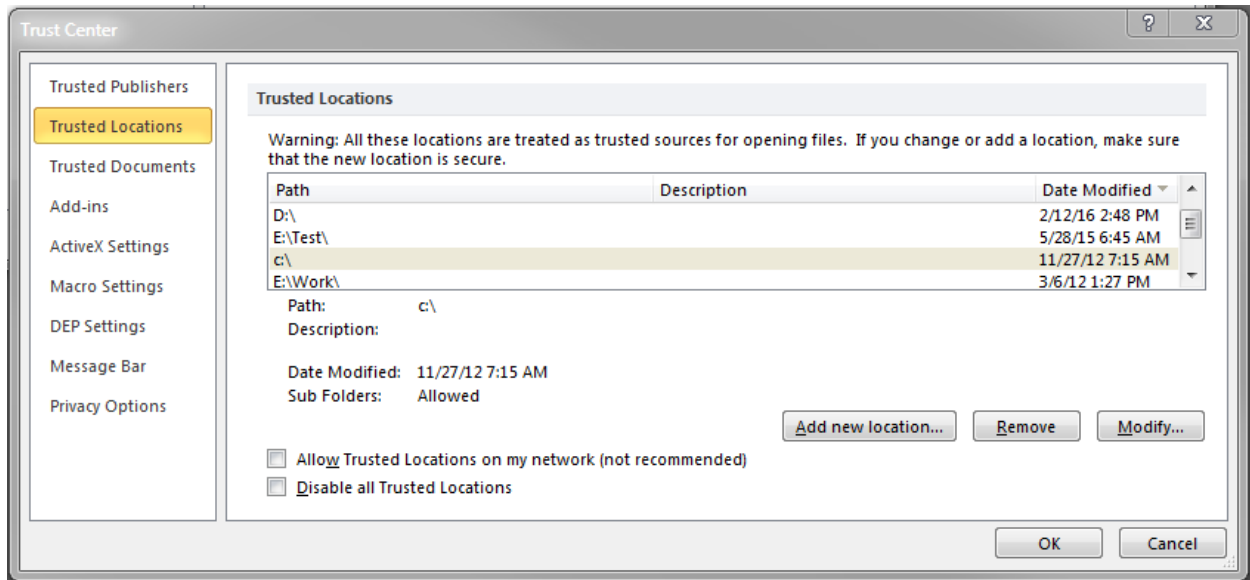 Trust Center
Trusted Publishers
Trusted Locations
Trusted Documents
Add-ins
ActiveX Settings
Macro Settings
DEP Settings
Message Bar
Privacy Options
Trusted Locations
Warning: All these locations are treated as trusted sources for opening files.  If you change or add a location, make sure
that the new location is secure.
Path Description Date Modified
D:\ 2/12/16 2:48 PM
E:\Test\ 5/28/15 6:45 AM
c:\ 11/27/12 7:15 AM
E:\Work\ 3/6/12 1:27 PM
Path: c:\
Description:
Date Modified: 11/27/12 7:15 AM
Sub Folders: Allowed
Add new location... Remove Modify...
Allow Trusted Locations on my network (not recommended)
Disable all Trusted Locations
OK Cancel